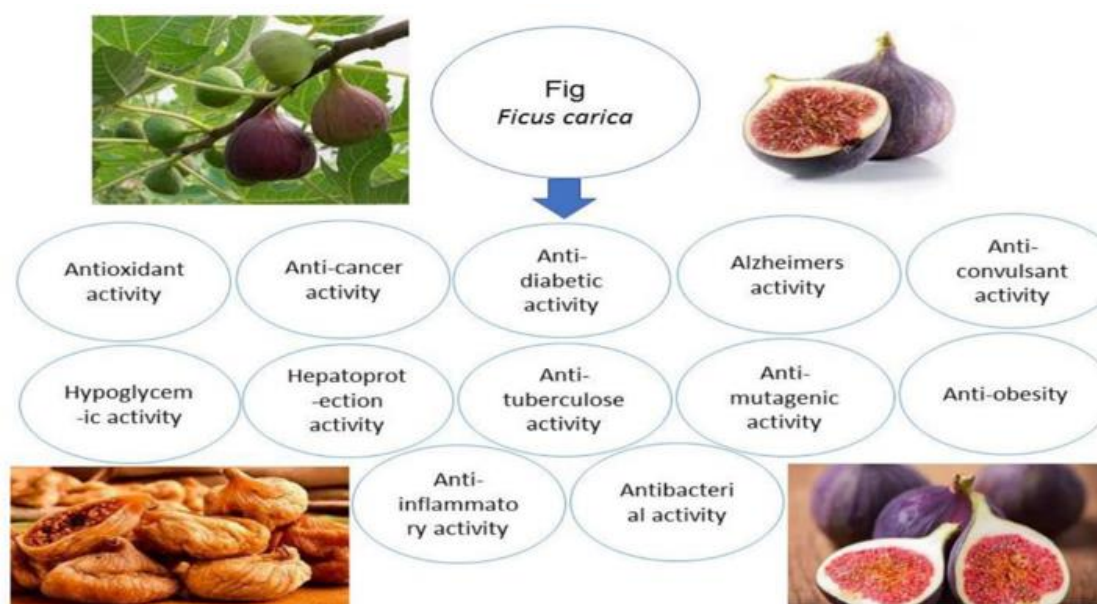 Fig
Ficus carica
Antioxidant
activity
Anti-cancer
activity
Anti-
diabetic
activity
Alzheimers
activity
Anti-
convulsant
activity
Hypoglycem
-ic activity
Hepatoprot
-ection
activity
Anti-
tuberculose
activity
Anti-
mutagenic
activity
Anti-obesity
Anti-
inflammato
ry activity
Antibacteri
al activity